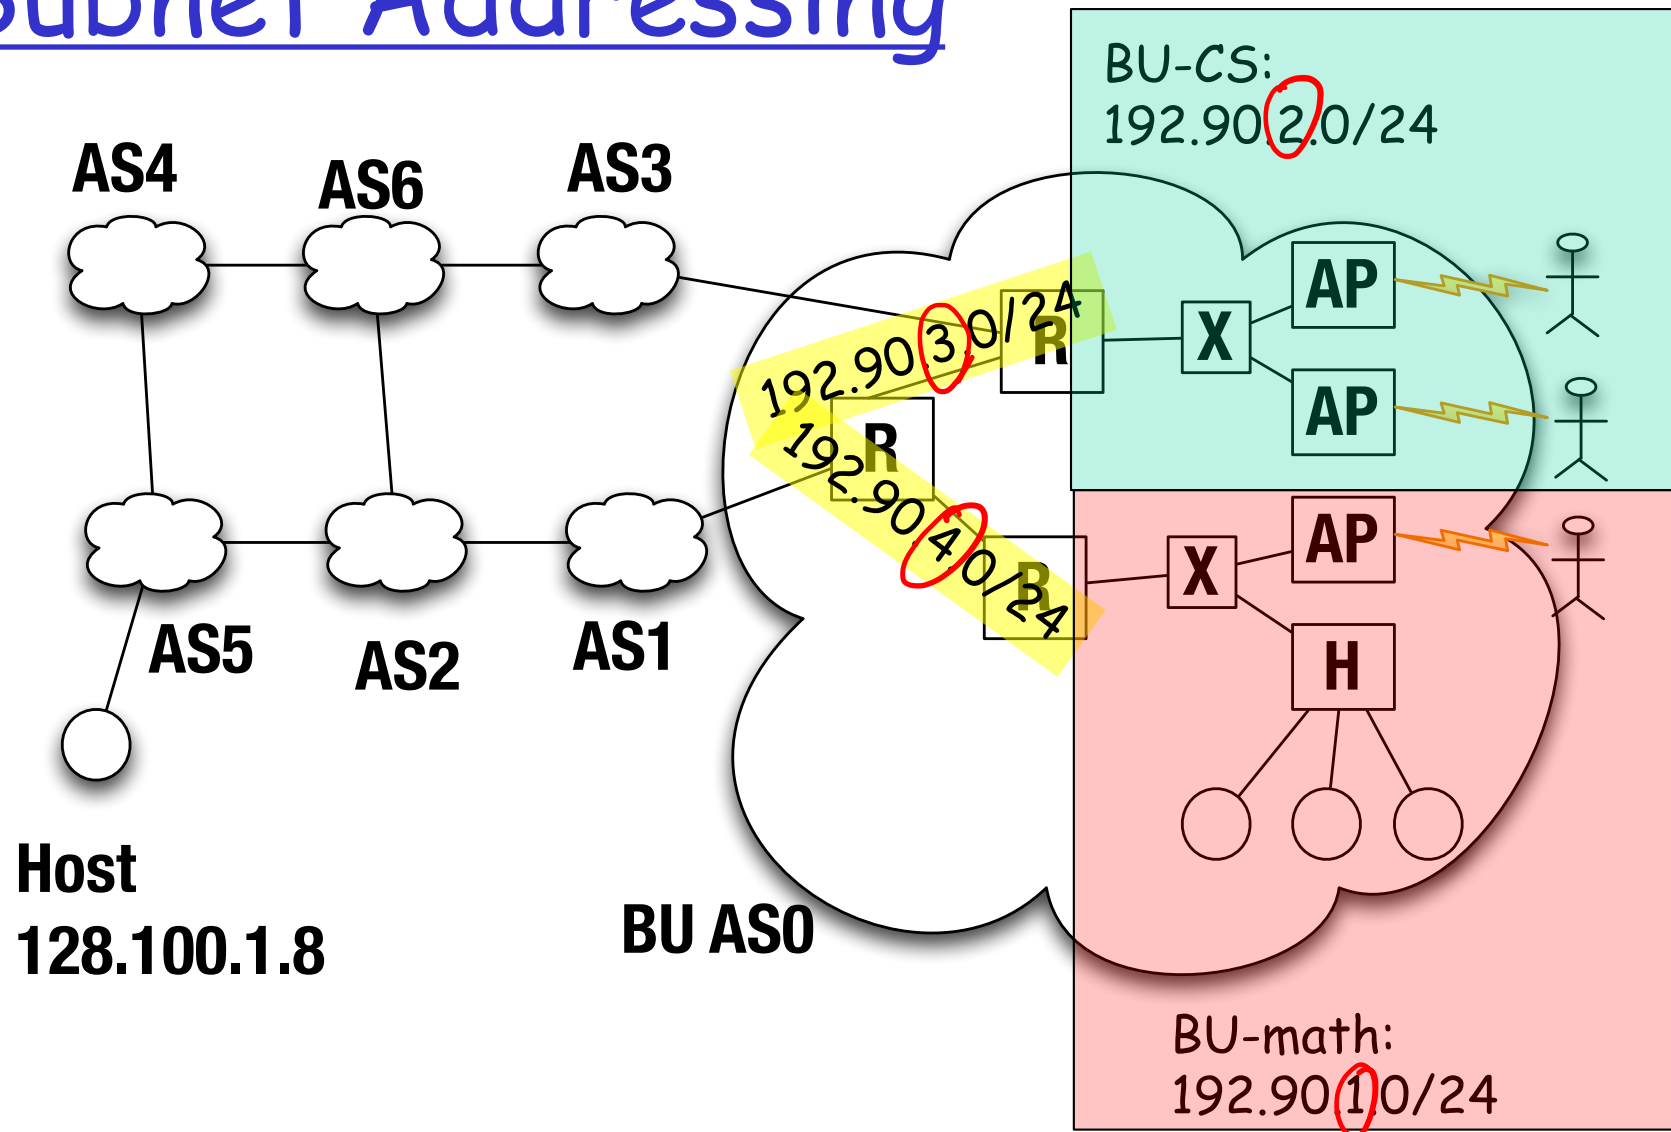 Subnet Addressing
BU-CS:
192.90.2.0/24
AS4
AS6
AS3
AP
192.90.3.0/24
R
X
AP
R
192.90.4.0/24
AP
R
X
AS5
AS2
AS1
H
Host
128.100.1.8
BU AS0
BU-math:
192.90.1.0/24